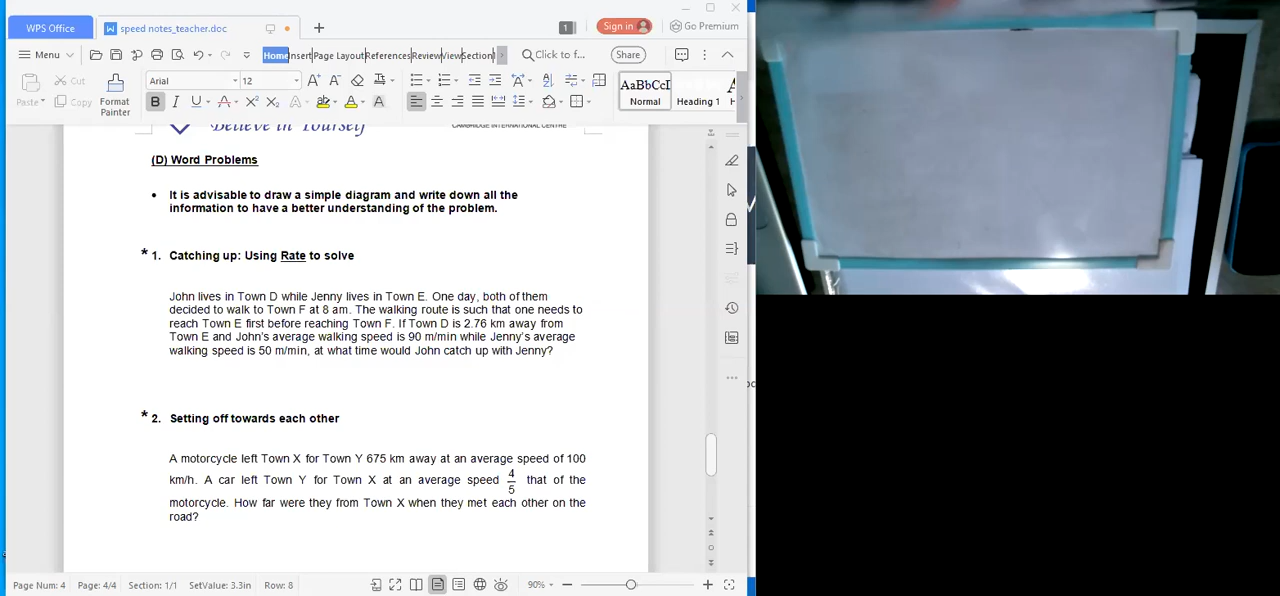 WPS Office
speed notes_teacher.doc
1
Sign in
Go Premium
Menu
Home Insert Page Layout References Review View Section
Click to f...
Share
Paste
Cut
Copy
Format
Painter
Arial
12
AaBbCcI
Normal
Heading 1
Believe in Yourself
CAMBRIDGE INTERNATIONAL CENTRE
(D) Word Problems
• It is advisable to draw a simple diagram and write down all the
information to have a better understanding of the problem.
* 1. Catching up: Using Rate to solve
John lives in Town D while Jenny lives in Town E. One day, both of them
decided to walk to Town F at 8 am. The walking route is such that one needs to
reach Town E first before reaching Town F. If Town D is 2.76 km away from
Town E and John's average walking speed is 90 m/min while Jenny's average
walking speed is 50 m/min, at what time would John catch up with Jenny?
* 2. Setting off towards each other
A motorcycle left Town X for Town Y 675 km away at an average speed of 100
km/h. A car left Town Y for Town X at an average speed 4/5 that of the
motorcycle. How far were they from Town X when they met each other on the
road?
Page Num: 4 Page: 4/4 Section: 1/1 SetValue: 3.3in Row: 8
90%